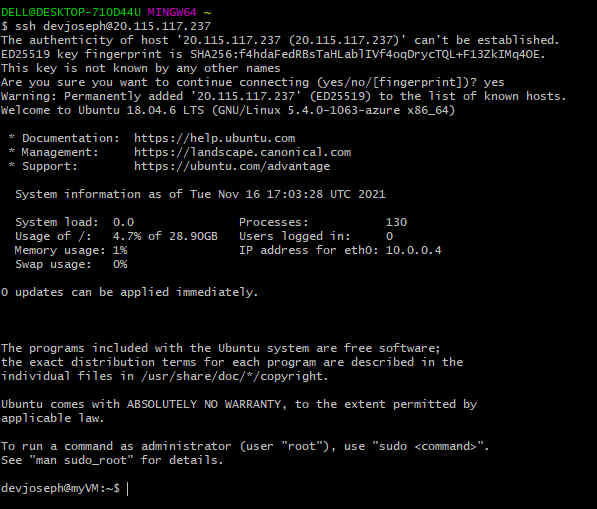 DELL@DESKTOP-710D44U MINGW64 ~
$ ssh devjoseph@20.115.117.237
The authenticity of host '20.115.117.237 (20.115.117.237)' can't be established.
ED25519 key fingerprint is SHA256:f4hdaFedRBsTaHLablIVf4oqDrycTQL+F13ZkIMq4OE.
This key is not known by any other names
Are you sure you want to continue connecting (yes/no/[fingerprint])? yes
Warning: Permanently added '20.115.117.237' (ED25519) to the list of known hosts.
Welcome to Ubuntu 18.04.6 LTS (GNU/Linux 5.4.0-1063-azure x86_64)

 * Documentation:  https://help.ubuntu.com
 * Management:     https://landscape.canonical.com
 * Support:        https://ubuntu.com/advantage

  System information as of Tue Nov 16 17:03:28 UTC 2021

  System load:  0.0               Processes:           130
  Usage of /:   4.7% of 28.90GB   Users logged in:     0
  Memory usage: 1%                IP address for eth0: 10.0.0.4
  Swap usage:   0%

0 updates can be applied immediately.

The programs included with the Ubuntu system are free software;
the exact distribution terms for each program are described in the
individual files in /usr/share/doc/*/copyright.

Ubuntu comes with ABSOLUTELY NO WARRANTY, to the extent permitted by
applicable law.

To run a command as administrator (user "root"), use "sudo <command>".
See "man sudo_root" for details.

devjoseph@myVM:~$